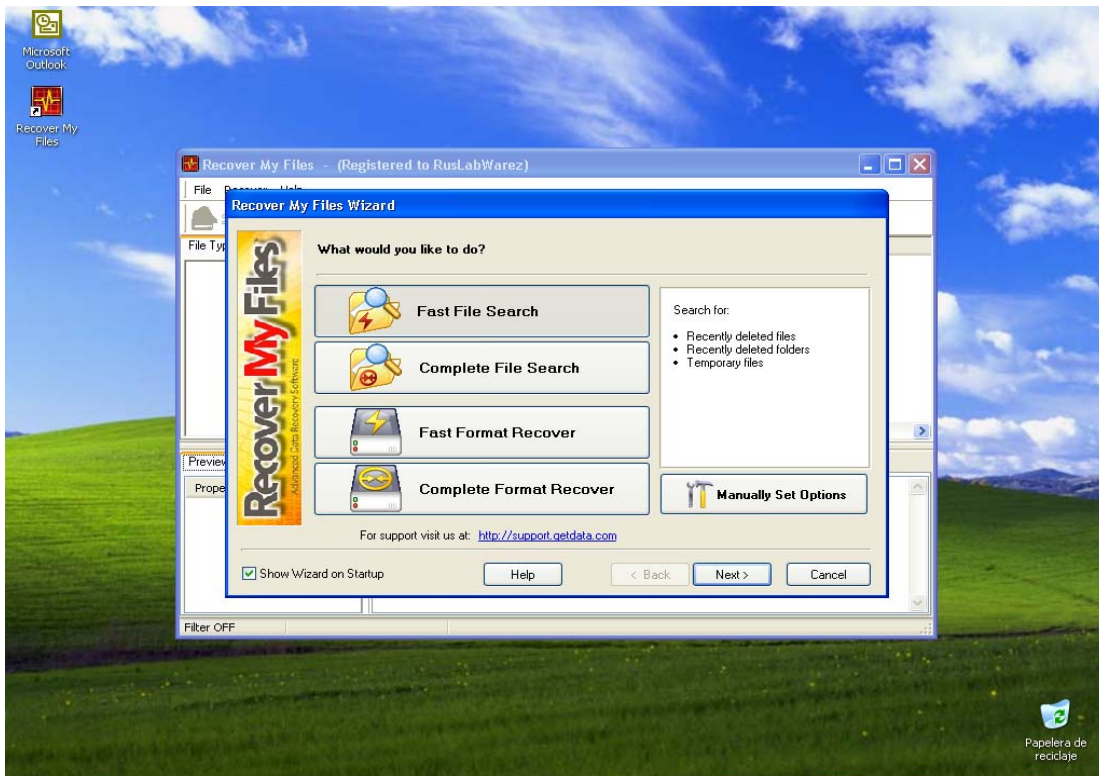 Microsoft
Outlook
Recover My
Files
Recover My Files - (Registered to RusLabWarez)
File Recover Help
File Typ
Recover My Files Wizard
Recover My Files
Advanced Data Recovery Software
What would you like to do?
Fast File Search
Complete File Search
Fast Format Recover
Complete Format Recover
Search for:
• Recently deleted files
• Recently deleted folders
• Temporary files
Manually Set Options
For support visit us at: http://support.getdata.com
Show Wizard on Startup
Help
< Back
Next >
Cancel
Preview
Prope
Filter OFF
Papelera de
reciclaje